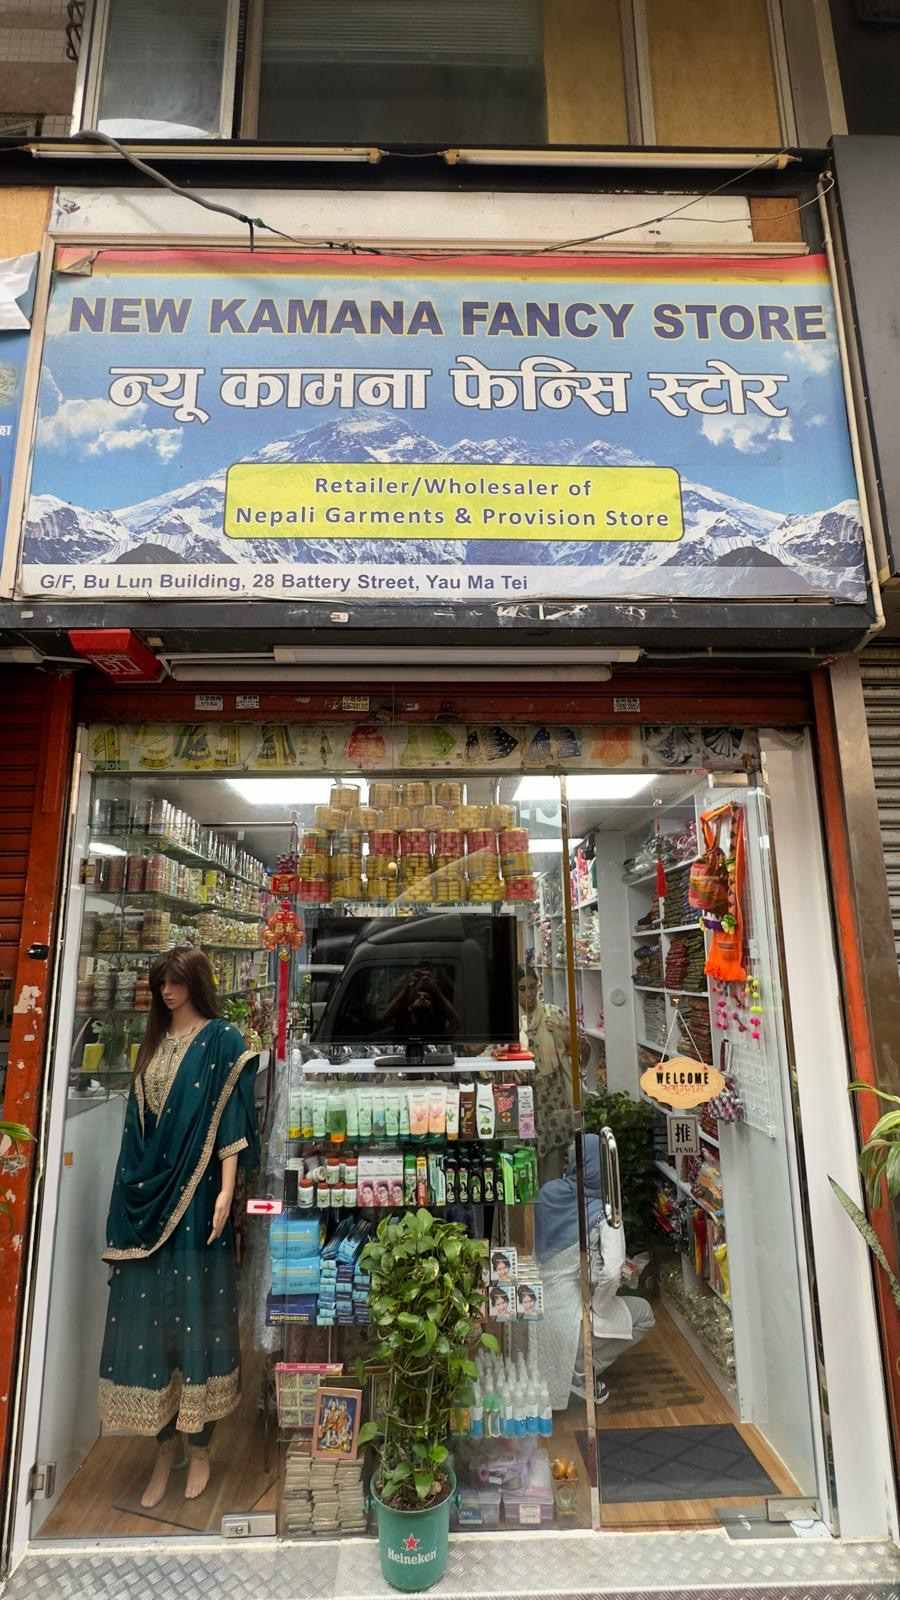 NEW KAMANA FANCY STORE
न्यू कामना फेन्सि स्टोर
Retailer/Wholesaler of
Nepali Garments & Provision Store
G/F, Bu Lun Building, 28 Battery Street, Yau Ma Tei
WELCOME
推
PUSH
Heineken